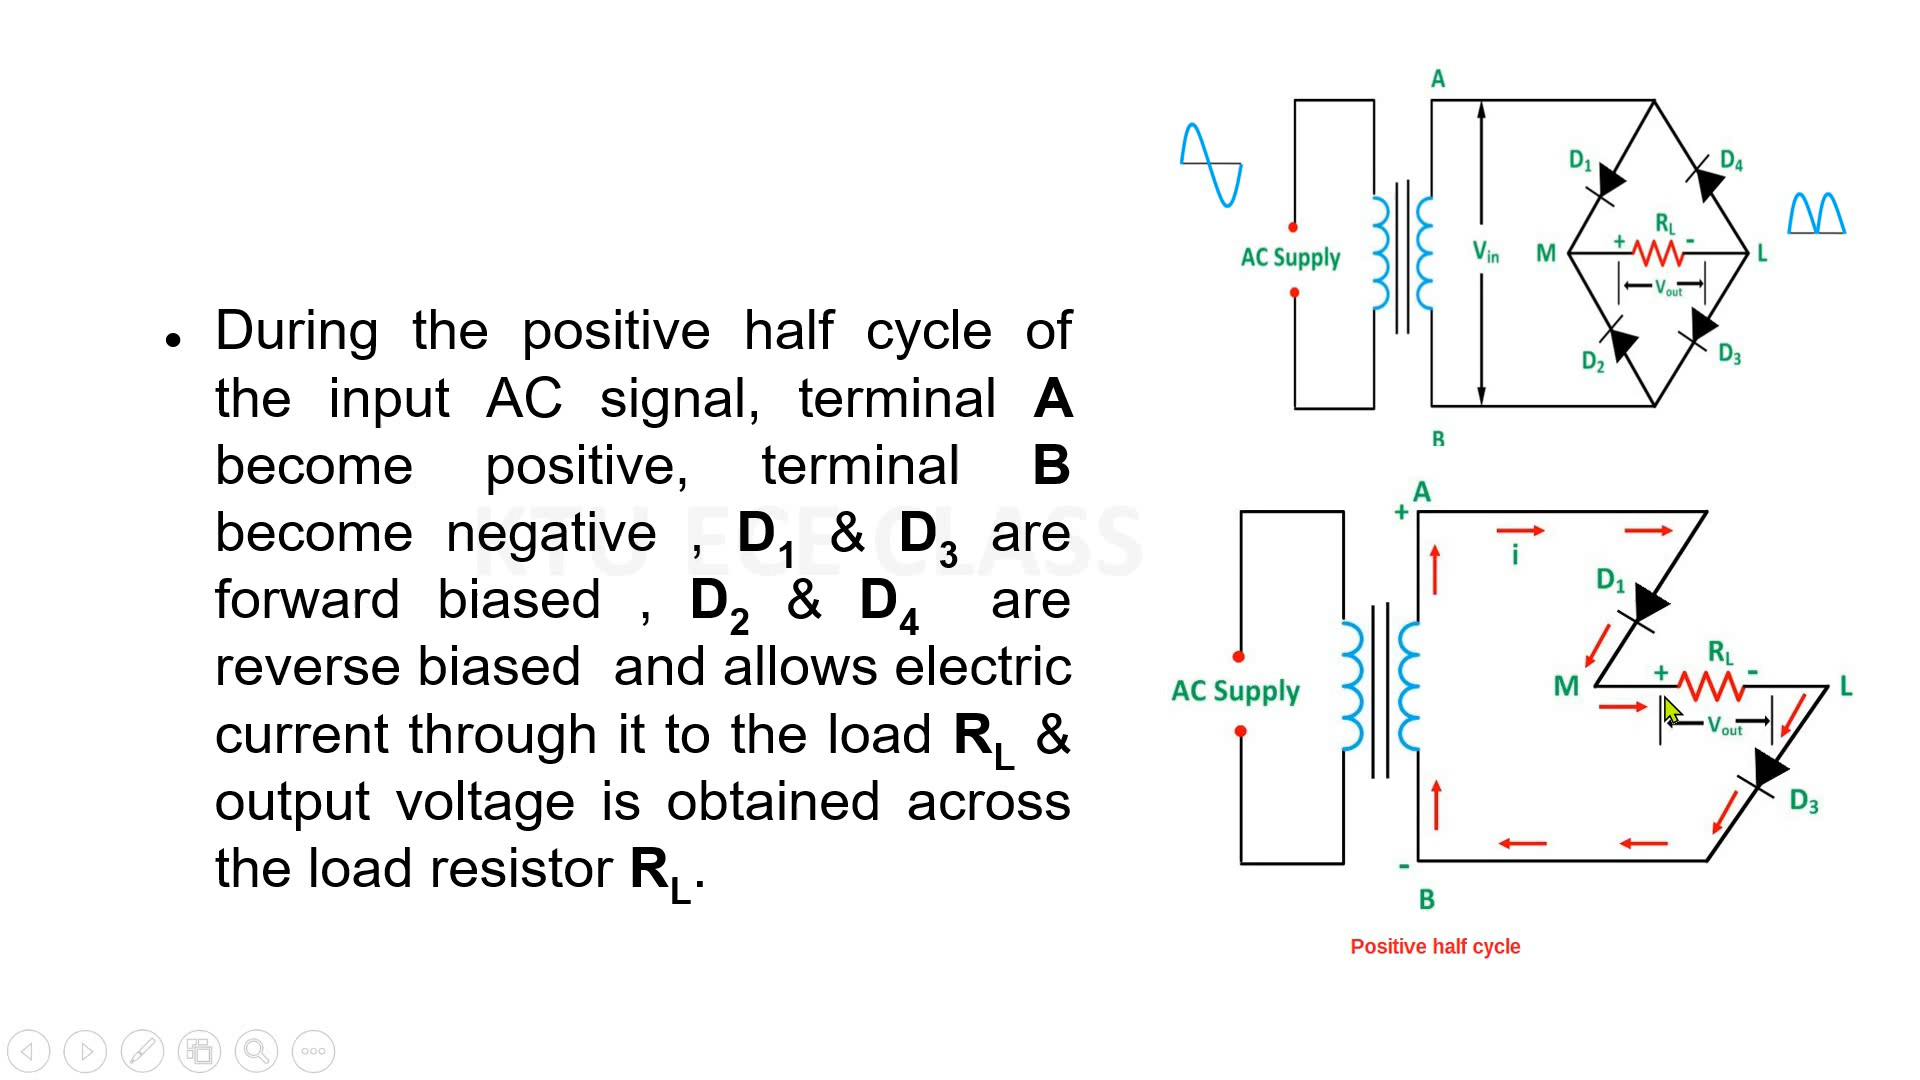 During the positive half cycle of
the input AC signal, terminal A
become positive, terminal B
become negative , D1 & D3 are
forward biased , D2 & D4 are
reverse biased and allows electric
current through it to the load RL &
output voltage is obtained across
the load resistor RL.
KTU ECE CLASS
A
D1
D4
RL
+ -
AC Supply
Vin
M
L
Vout
D2
D3
B
A
+
i
D1
RL
+ -
M
L
AC Supply
Vout
D3
-
B
Positive half cycle